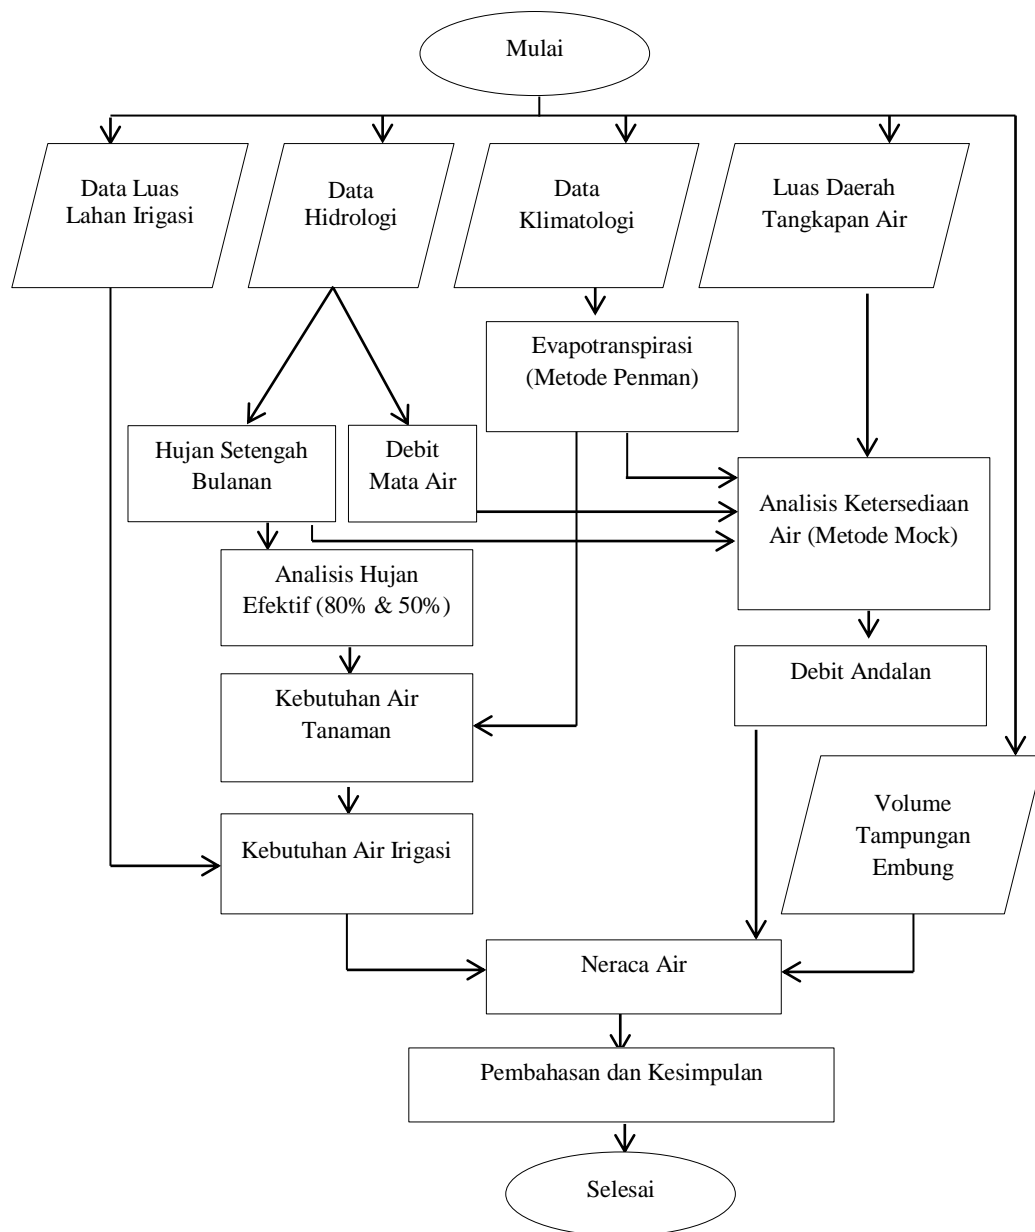 Mulai
Data Luas
Lahan Irigasi
Data
Hidrologi
Data
Klimatologi
Luas Daerah
Tangkapan Air
Evapotranspirasi
(Metode Penman)
Hujan Setengah
Bulanan
Debit
Mata Air
Analisis Ketersediaan
Air (Metode Mock)
Analisis Hujan
Efektif (80% & 50%)
Debit Andalan
Kebutuhan Air
Tanaman
Volume
Tampungan
Embung
Kebutuhan Air Irigasi
Neraca Air
Pembahasan dan Kesimpulan
Selesai